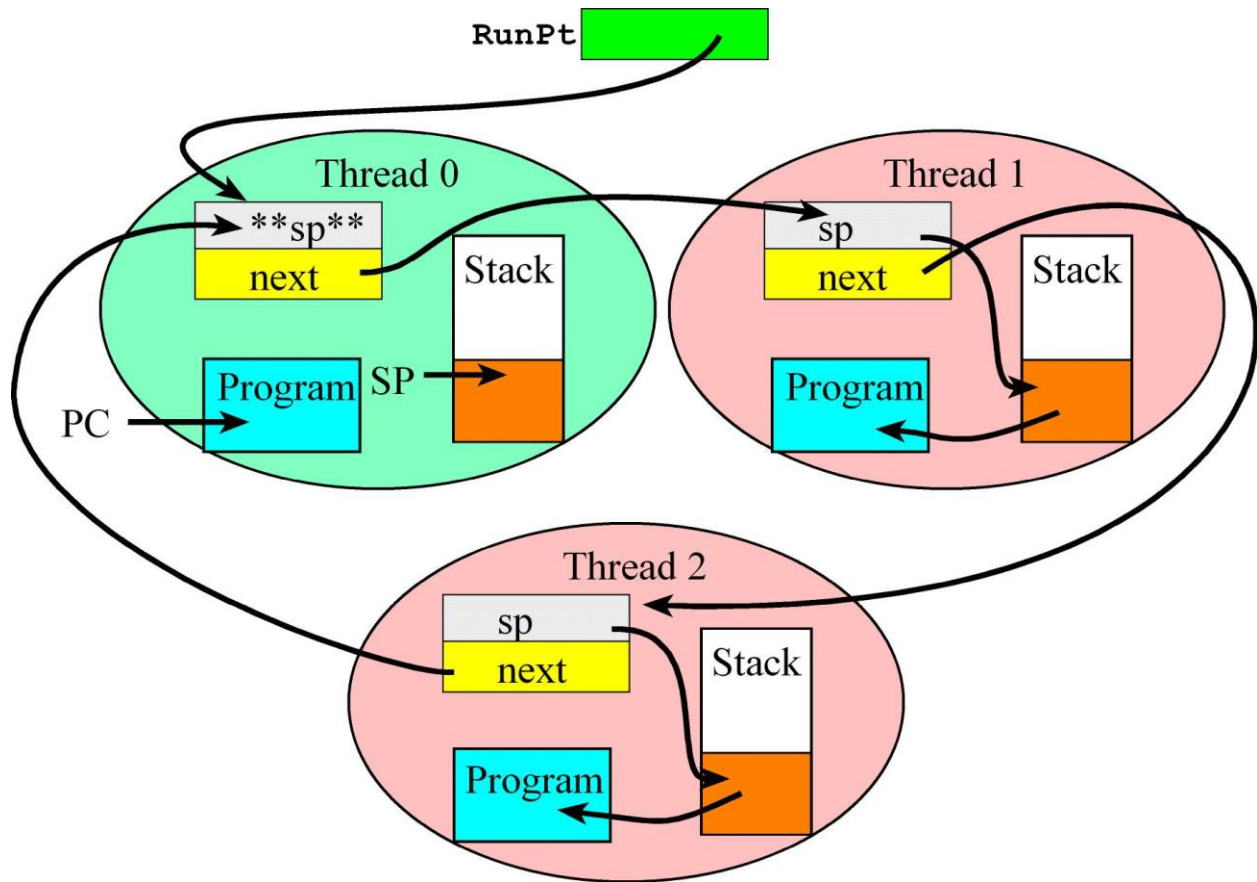 RunPt
Thread 0
**sp**
next
Stack
Program
SP
PC
Thread 1
sp
next
Stack
Program
Thread 2
sp
next
Stack
Program